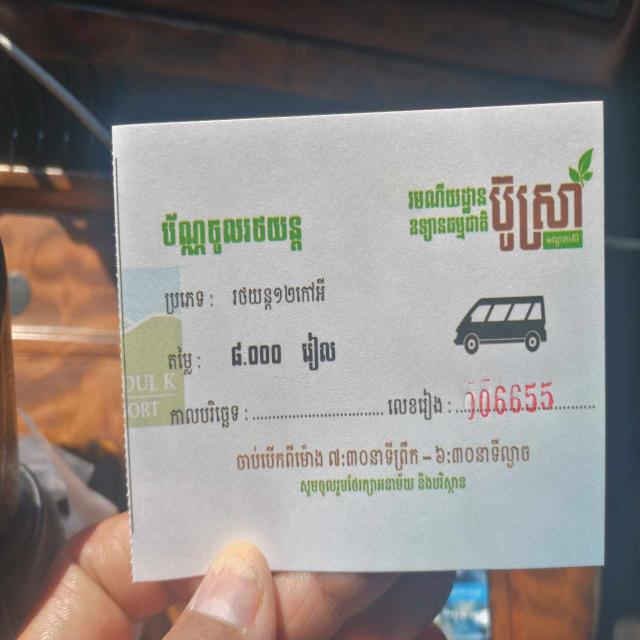 រមណីយដ្ឋាន
ឧទ្យានធម្មជាតិ
ប៊ូស្រា
ប័ណ្ណចូលរថយន្ត
ប្រភេទ : រថយន្ត១២កៅអី
តម្លៃ : ៨.០០០ រៀល
DUL K
ORT
កាលបរិច្ឆេទ : ........................ លេខរៀង : 006655
ចាប់បើកពីម៉ោង ៧:៣០នាទីព្រឹក – ៦:៣០នាទីល្ងាច
សូមចូលរួមថែរក្សាអនាម័យ និងបរិស្ថាន